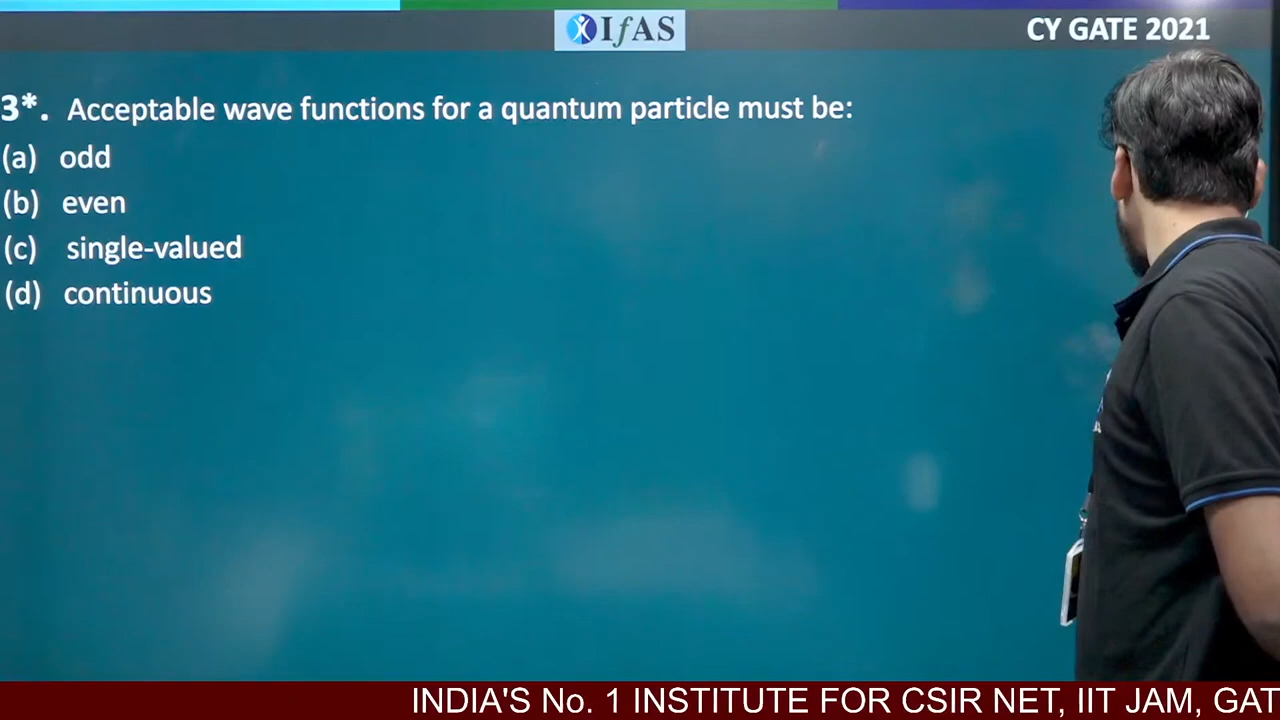 IfAS
CY GATE 2021
3*. Acceptable wave functions for a quantum particle must be:
(a) odd
(b) even
(c) single-valued
(d) continuous
INDIA'S No. 1 INSTITUTE FOR CSIR NET, IIT JAM, GAT